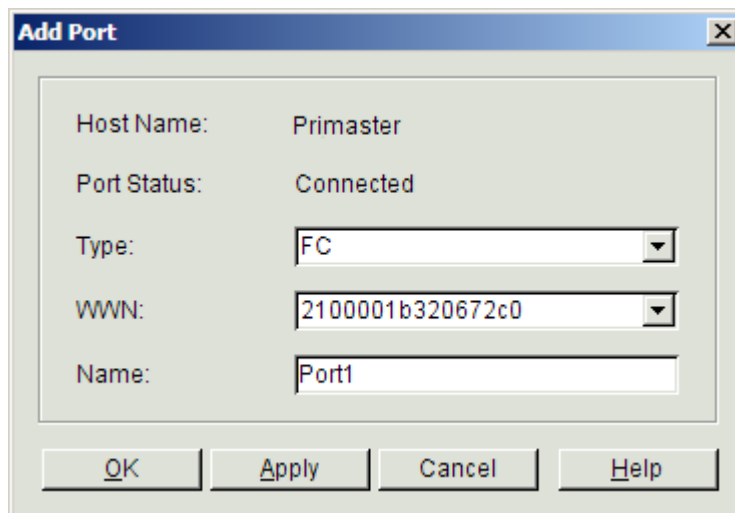 Add Port
Host Name: Primaster
Port Status: Connected
Type: FC
WWN: 2100001b320672c0
Name: Port1
OK Apply Cancel Help